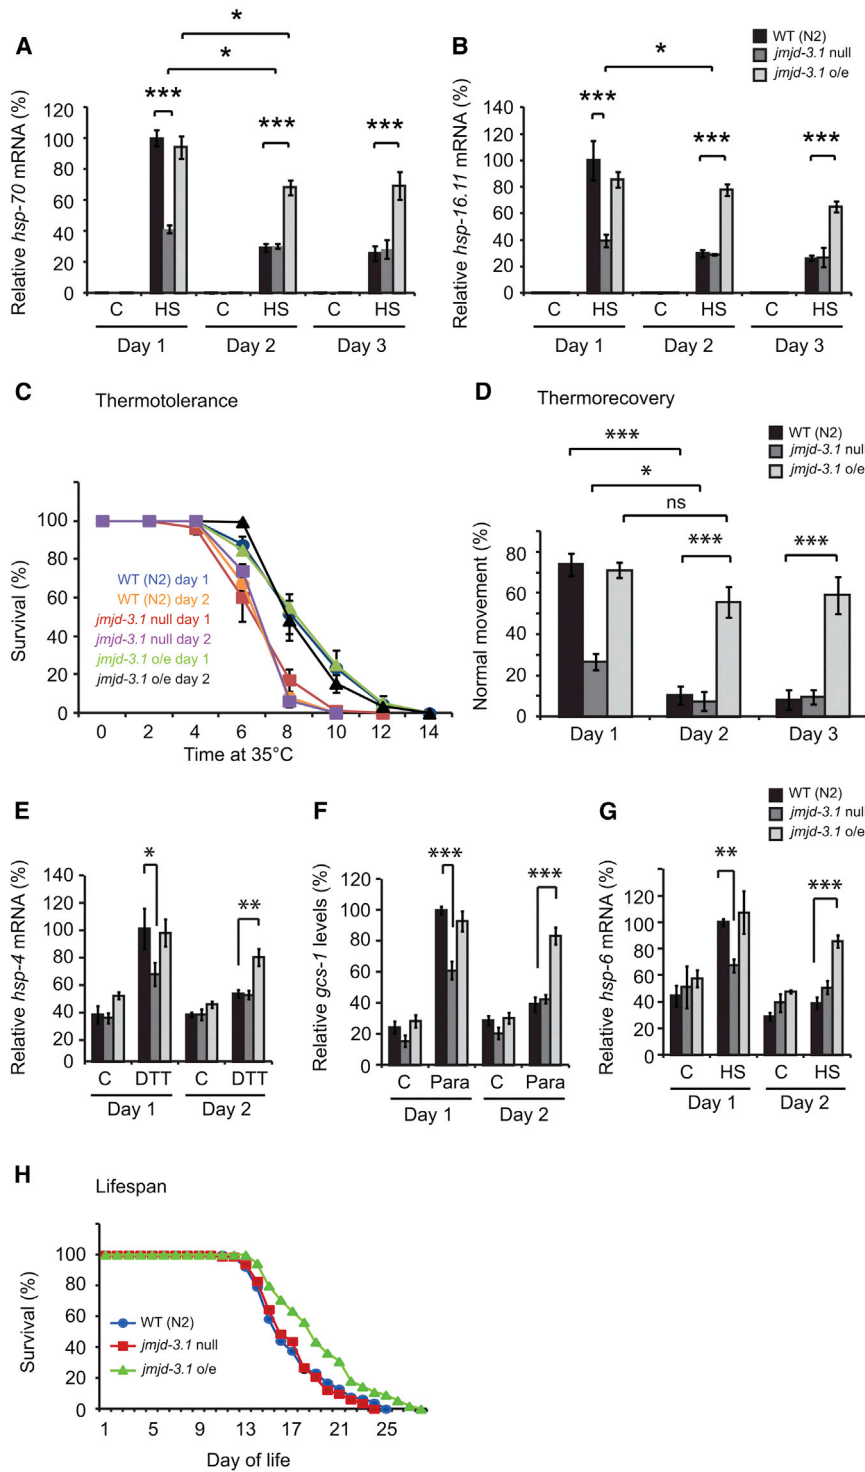 A
B
WT (N2)
jmjd-3.1 null
jmjd-3.1 o/e
*
*
***
***
***
Relative hsp-70 mRNA (%)
120
100
80
60
40
20
0
C HS C HS C HS
Day 1 Day 2 Day 3
*
***
***
***
Relative hsp-16.11 mRNA (%)
140
120
100
80
60
40
20
0
C HS C HS C HS
Day 1 Day 2 Day 3
C
Thermotolerance
Survival (%)
100
80
60
40
20
0
WT (N2) day 1
WT (N2) day 2
jmjd-3.1 null day 1
jmjd-3.1 null day 2
jmjd-3.1 o/e day 1
jmjd-3.1 o/e day 2
0 2 4 6 8 10 12 14
Time at 35°C
D
Thermorecovery
WT (N2)
jmjd-3.1 null
jmjd-3.1 o/e
***
*
ns
***
***
Normal movement (%)
80
60
40
20
0
Day 1 Day 2 Day 3
E
Relative hsp-4 mRNA (%)
140
120
100
80
60
40
20
0
*
**
C DTT C DTT
Day 1 Day 2
F
Relative gcs-1 levels (%)
120
100
80
60
40
20
0
***
***
C Para C Para
Day 1 Day 2
G
WT (N2)
jmjd-3.1 null
jmjd-3.1 o/e
Relative hsp-6 mRNA (%)
120
100
80
60
40
20
0
**
***
C HS C HS
Day 1 Day 2
H
Lifespan
Survival (%)
100
80
60
40
20
0
WT (N2)
jmjd-3.1 null
jmjd-3.1 o/e
1 5 9 13 17 21 25
Day of life